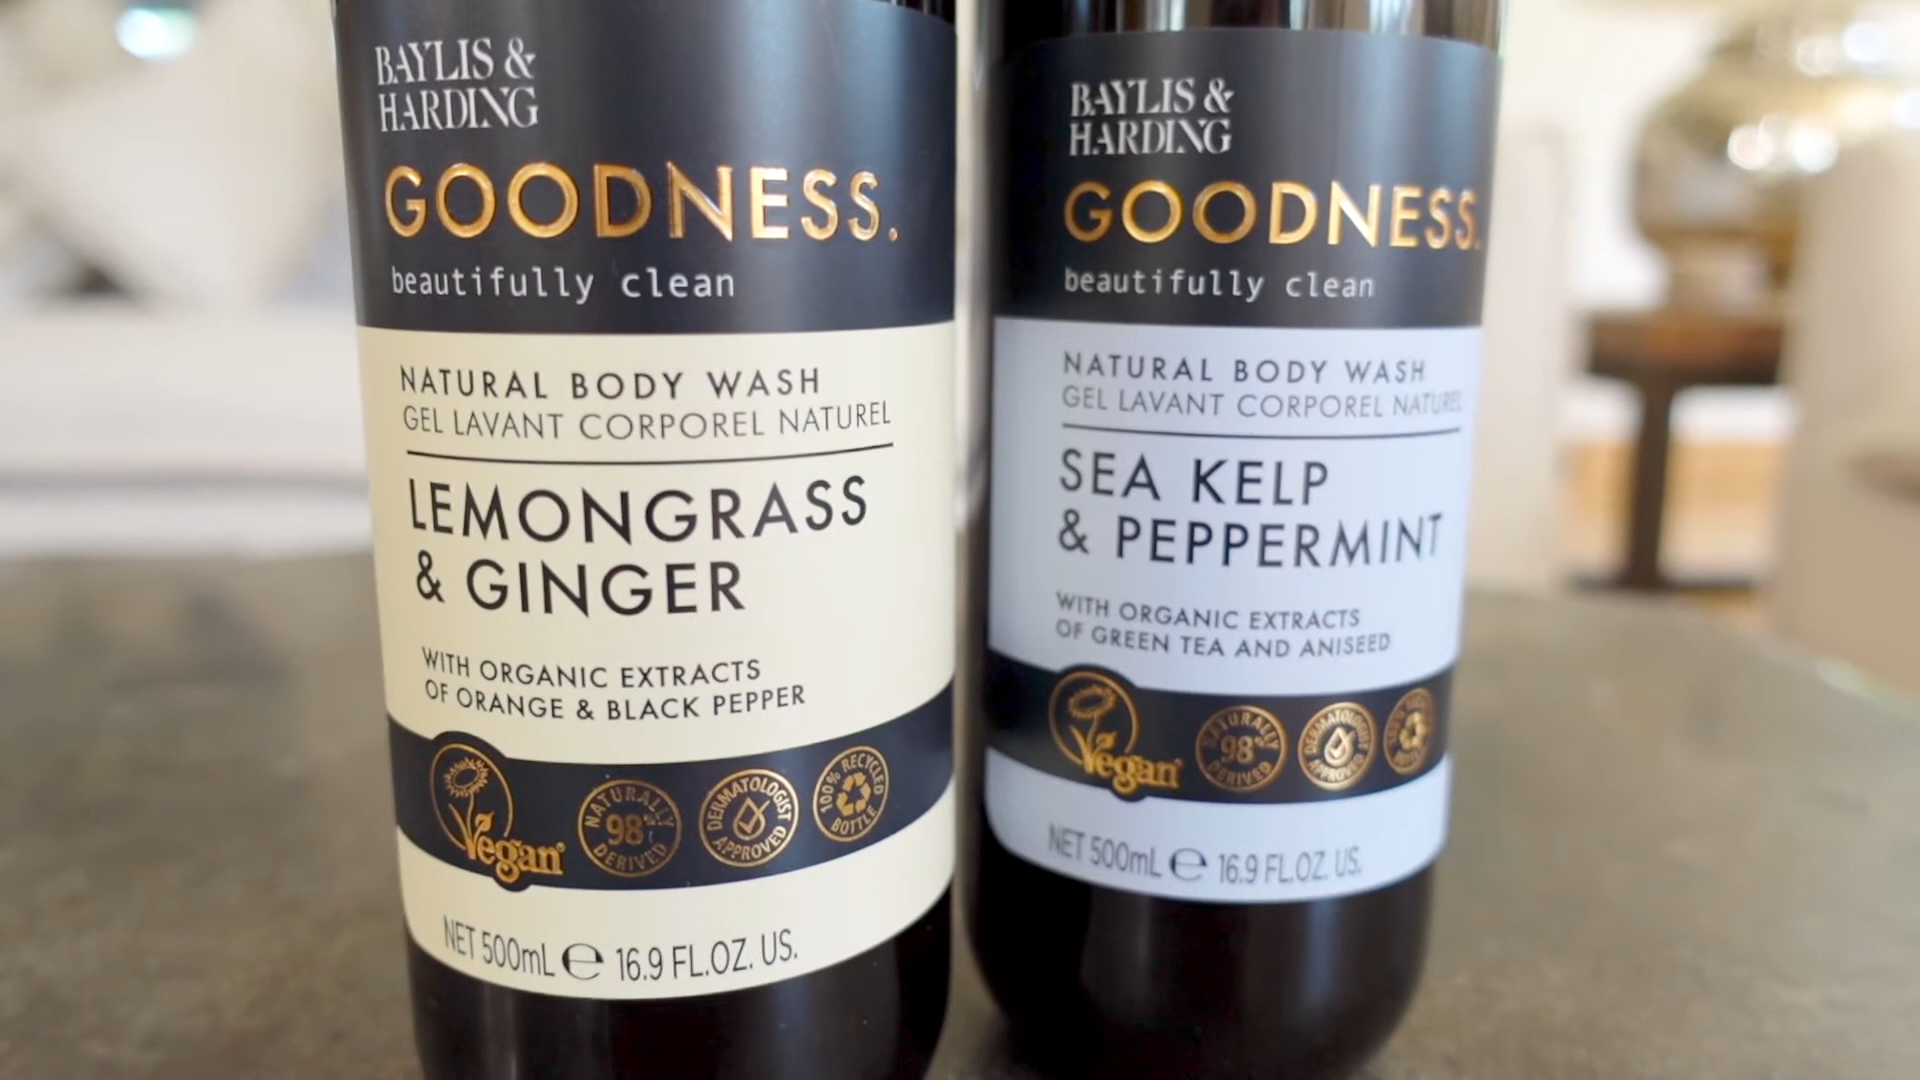 BAYLIS &
HARDING
GOODNESS.
beautifully clean
NATURAL BODY WASH
GEL LAVANT CORPOREL NATUREL
LEMONGRASS
& GINGER
WITH ORGANIC EXTRACTS
OF ORANGE & BLACK PEPPER
Vegan
NATURALLY
98%
DERIVED
DERMATOLOGIST
APPROVED
100% RECYCLED
BOTTLE
NET 500mL e 16.9 FL.OZ. US.
BAYLIS &
HARDING
GOODNESS.
beautifully clean
NATURAL BODY WASH
GEL LAVANT CORPOREL NATUREL
SEA KELP
& PEPPERMINT
WITH ORGANIC EXTRACTS
OF GREEN TEA AND ANISEED
Vegan
NATURALLY
98%
DERIVED
DERMATOLOGIST
APPROVED
NET 500mL e 16.9 FL.OZ. US.